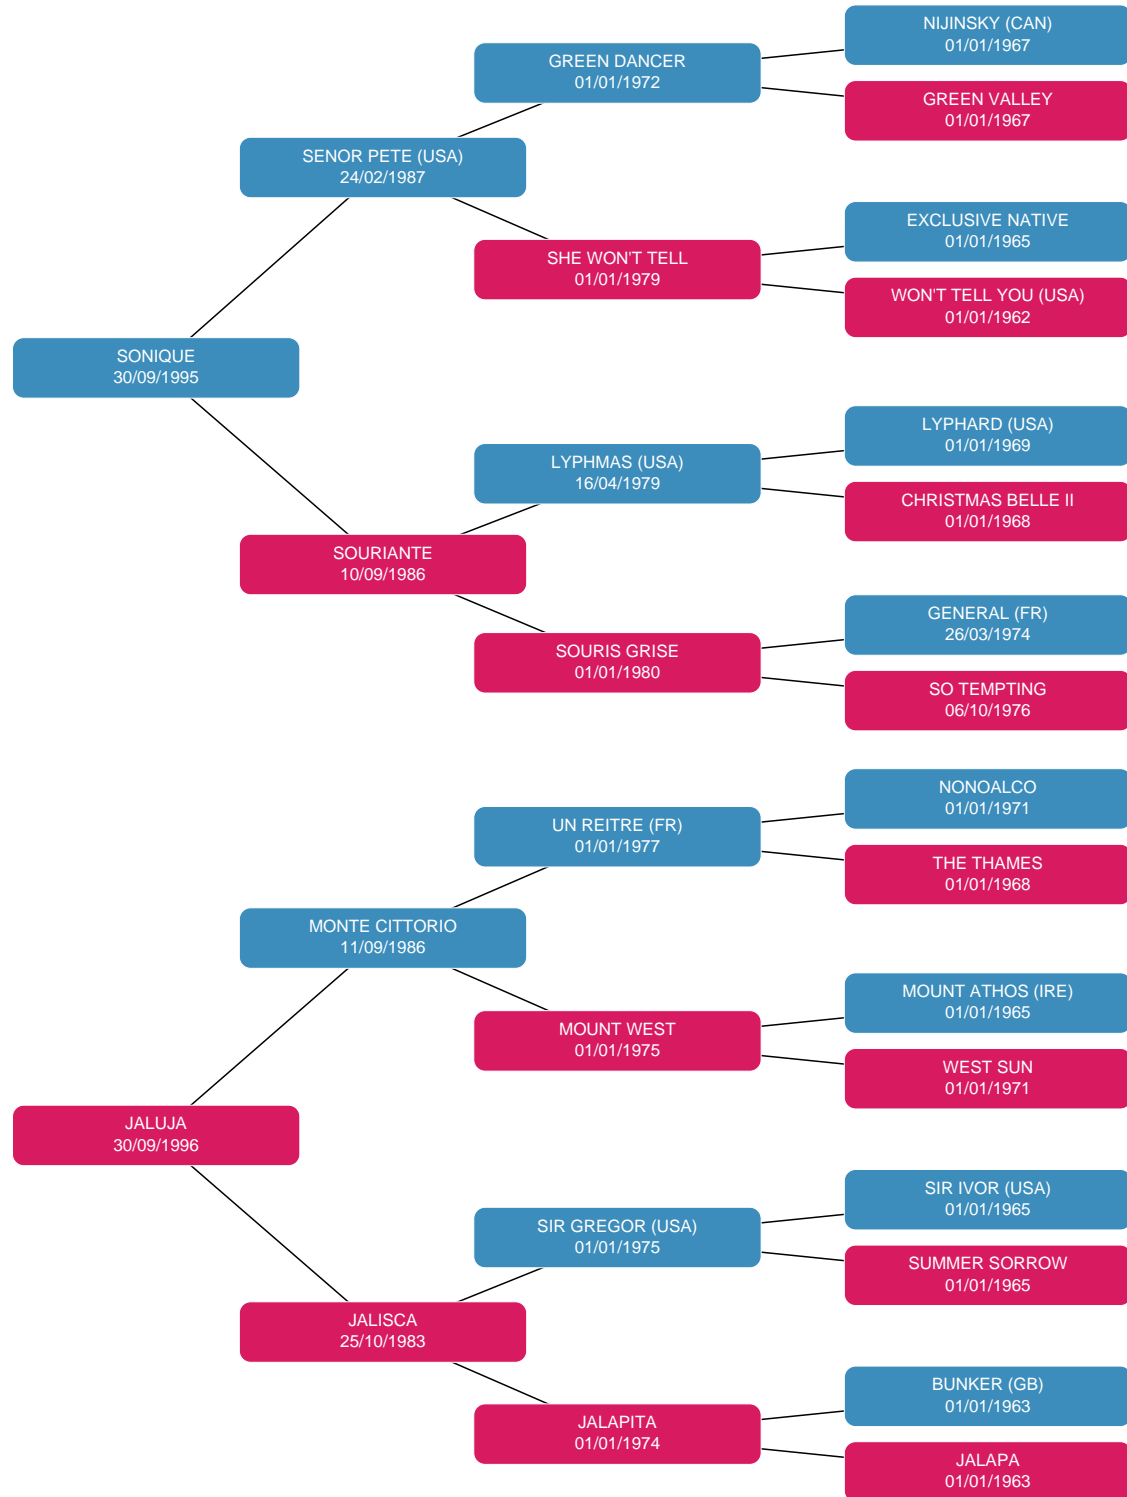 NIJINSKY (CAN)
01/01/1967
GREEN DANCER
01/01/1972
GREEN VALLEY
01/01/1967
SENOR PETE (USA)
24/02/1987
EXCLUSIVE NATIVE
01/01/1965
SHE WON'T TELL
01/01/1979
WON'T TELL YOU (USA)
01/01/1962
SONIQUE
30/09/1995
LYPHARD (USA)
01/01/1969
LYPHMAS (USA)
16/04/1979
CHRISTMAS BELLE II
01/01/1968
SOURIANTE
10/09/1986
GENERAL (FR)
26/03/1974
SOURIS GRISE
01/01/1980
SO TEMPTING
06/10/1976
NONOALCO
01/01/1971
UN REITRE (FR)
01/01/1977
THE THAMES
01/01/1968
MONTE CITTORIO
11/09/1986
MOUNT ATHOS (IRE)
01/01/1965
MOUNT WEST
01/01/1975
WEST SUN
01/01/1971
JALUJA
30/09/1996
SIR IVOR (USA)
01/01/1965
SIR GREGOR (USA)
01/01/1975
SUMMER SORROW
01/01/1965
JALISCA
25/10/1983
BUNKER (GB)
01/01/1963
JALAPITA
01/01/1974
JALAPA
01/01/1963